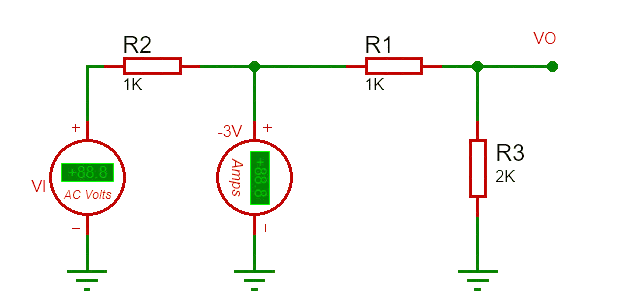 VO
R2
1K
R1
1K
+
+88.8
AC Volts
VI
−
-3V
+
Amps
+88.8
−
R3
2K